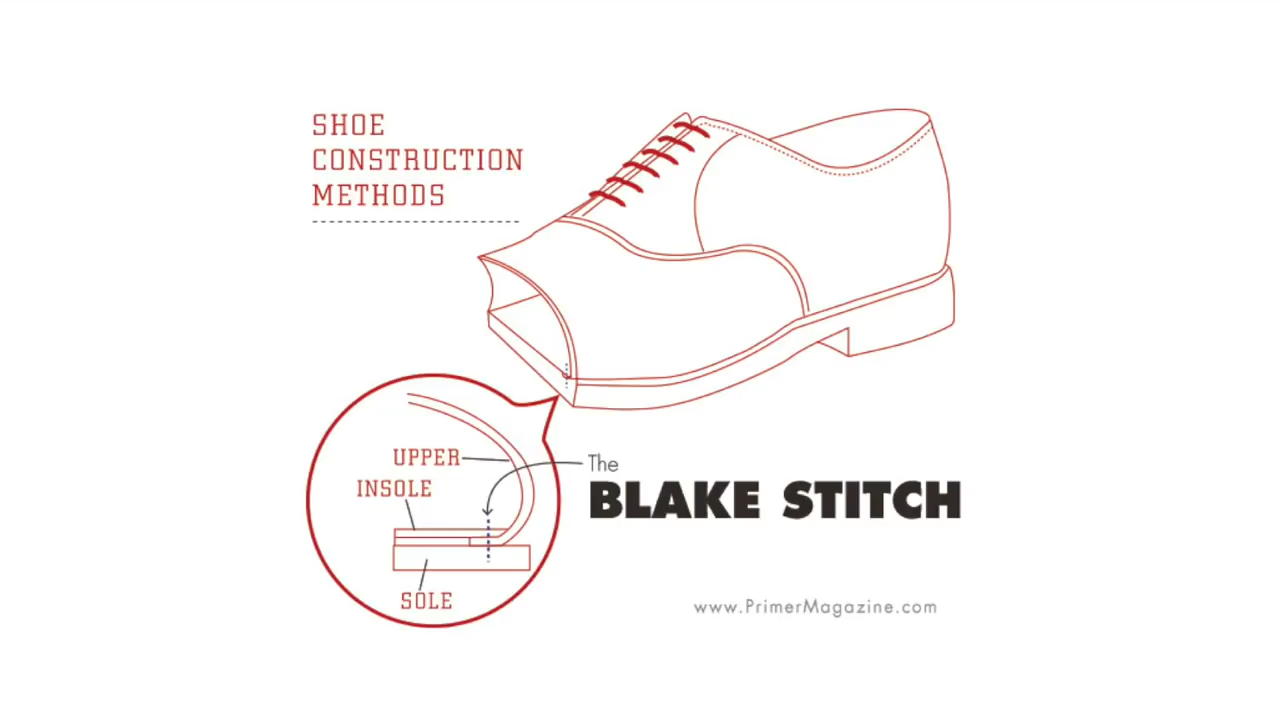 SHOE
CONSTRUCTION
METHODS
UPPER
INSOLE
SOLE
The
BLAKE STITCH
www.PrimerMagazine.com